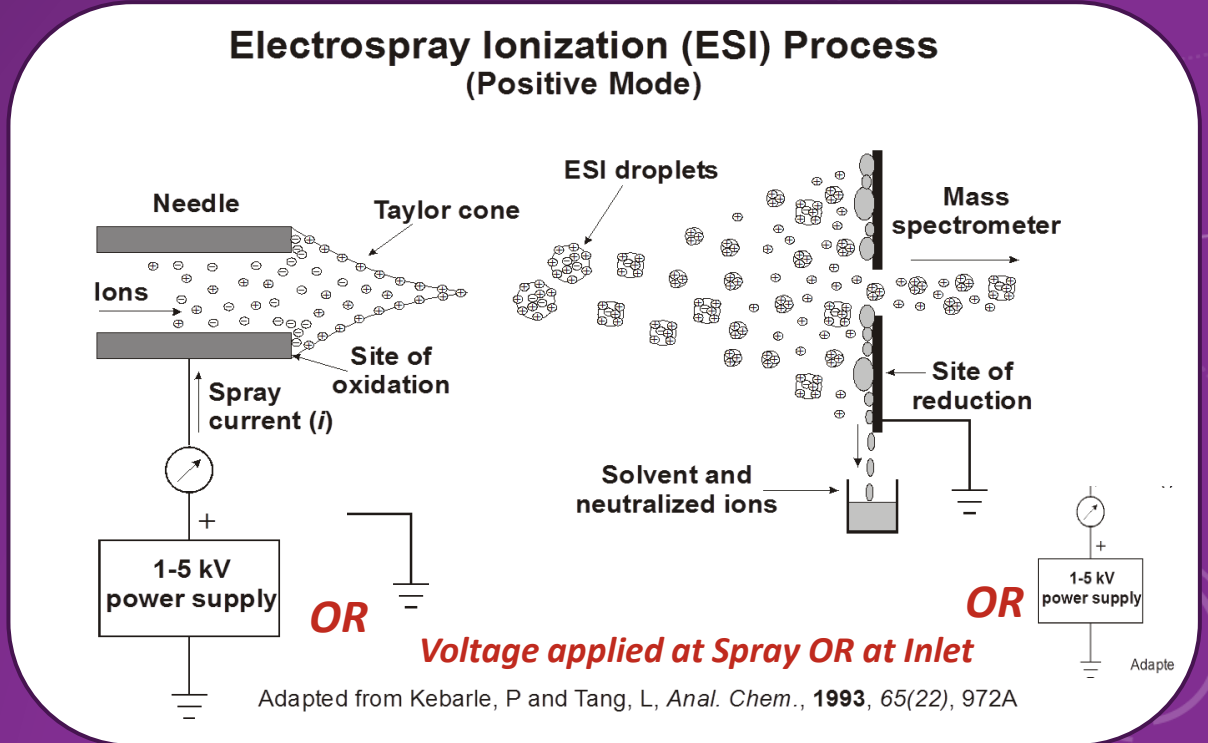 Electrospray Ionization (ESI) Process
(Positive Mode)
ESI droplets
Needle
Taylor cone
Mass
spectrometer
Ions
Site of
oxidation
Spray
current (i)
Site of
reduction
Solvent and
neutralized ions
+
1-5 kV
power supply
OR
+
1-5 kV
power supply
OR
Voltage applied at Spray OR at Inlet
Adapte
Adapted from Kebarle, P and Tang, L, Anal. Chem., 1993, 65(22), 972A